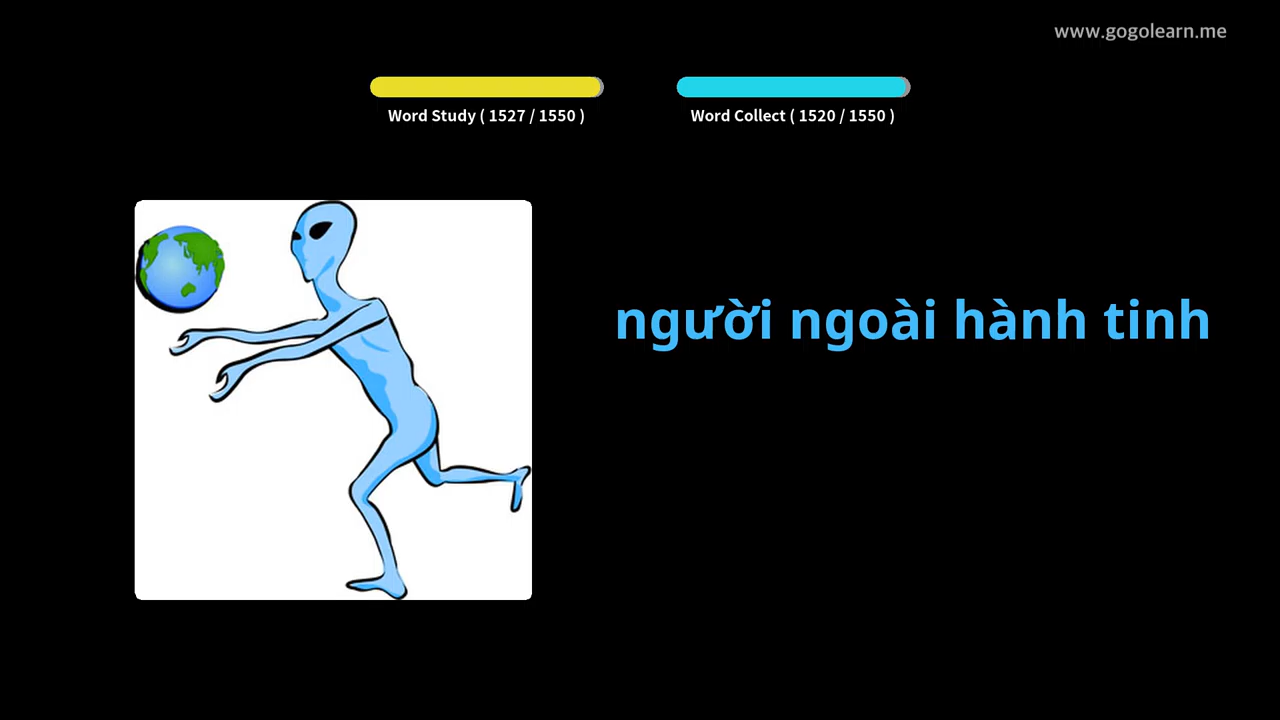 www.gogolearn.me
Word Study ( 1527 / 1550 )
Word Collect ( 1520 / 1550 )
người ngoài hành tinh